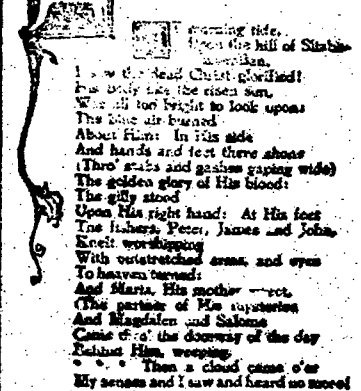 morning tide,
Upon the hill of
I saw the dead Christ glorified!
His body like the risen sun,
Was all too bright to look upon:
The blue air burned
About Him: In His side
And hands and feet there shone
(Thro' stabs and gashes gaping wide)
The golden glory of His blood:
The gifly stood
Upon His right hand: At His feet
The fishers, Peter, James and John,
Knelt worshipping
With outstretched arms, and eyes
To heaven turned:
And Maria, His mother
(The partner of His mysteries
And Magdalen and Salome
Came thro' the doorway of the day
Behind Him, weeping.
* * * Then a cloud came o'er
My senses and I saw and heard no more!